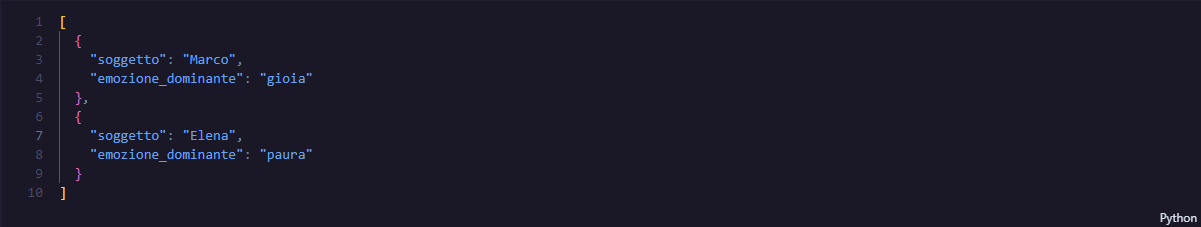 1 [
2   {
3     "soggetto": "Marco",
4     "emozione_dominante": "gioia"
5   },
6   {
7     "soggetto": "Elena",
8     "emozione_dominante": "paura"
9   }
10 ]
Python